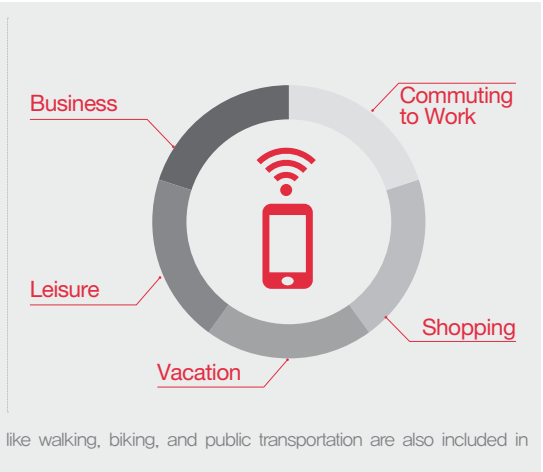 Business
Commuting
to Work
Leisure
Shopping
Vacation
like walking, biking, and public transportation are also included in